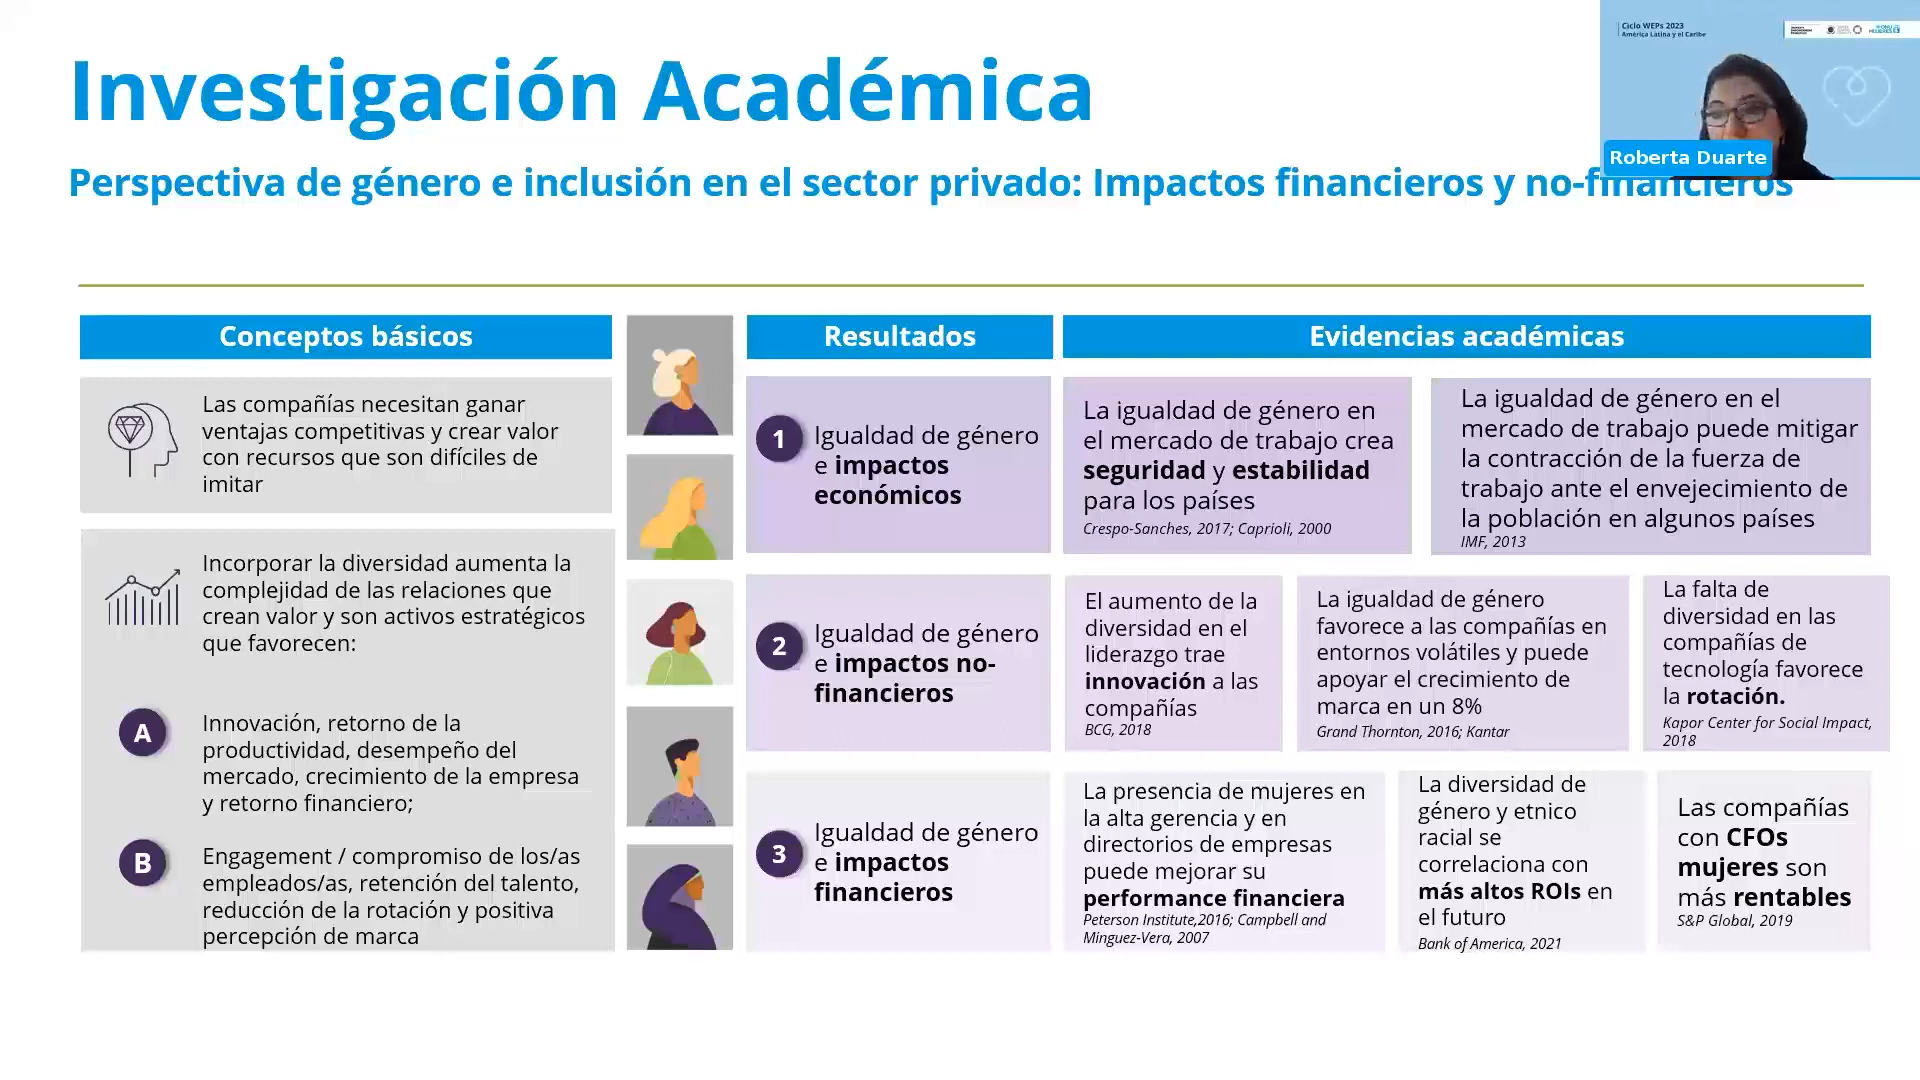 Investigación Académica
Perspectiva de género e inclusión en el sector privado: Impactos financieros y no-financieros
Ciclo WEPs 2023
América Latina y el Caribe
Roberta Duarte
Conceptos básicos
Las compañías necesitan ganar
ventajas competitivas y crear valor
con recursos que son difíciles de
imitar
Incorporar la diversidad aumenta la
complejidad de las relaciones que
crean valor y son activos estratégicos
que favorecen:
A
Innovación, retorno de la
productividad, desempeño del
mercado, crecimiento de la empresa
y retorno financiero;
B
Engagement / compromiso de los/as
empleados/as, retención del talento,
reducción de la rotación y positiva
percepción de marca
Resultados
Evidencias académicas
1
Igualdad de género
e impactos
económicos
La igualdad de género en
el mercado de trabajo crea
seguridad y estabilidad
para los países
Crespo-Sanches, 2017; Caprioli, 2000
La igualdad de género en el
mercado de trabajo puede mitigar
la contracción de la fuerza de
trabajo ante el envejecimiento de
la población en algunos países
IMF, 2013
2
Igualdad de género
e impactos no-
financieros
El aumento de la
diversidad en el
liderazgo trae
innovación a las
compañías
BCG, 2018
La igualdad de género
favorece a las compañías en
entornos volátiles y puede
apoyar el crecimiento de
marca en un 8%
Grand Thornton, 2016; Kantar
La falta de
diversidad en las
compañías de
tecnología favorece
la rotación.
Kapor Center for Social Impact,
2018
3
Igualdad de género
e impactos
financieros
La presencia de mujeres en
la alta gerencia y en
directorios de empresas
puede mejorar su
performance financiera
Peterson Institute,2016; Campbell and
Minguez-Vera, 2007
La diversidad de
género y etnico
racial se
correlaciona con
más altos ROIs en
el futuro
Bank of America, 2021
Las compañías
con CFOs
mujeres son
más rentables
S&P Global, 2019